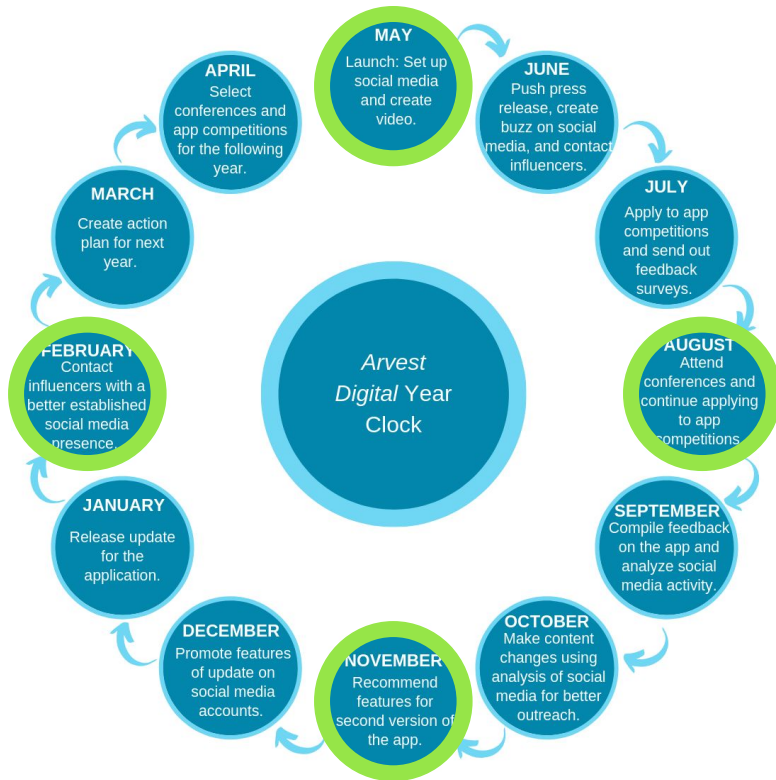 MAY
Launch: Set up
social media
and create
video.
JUNE
Push press
release, create
buzz on social
media, and contact
influencers.
JULY
Apply to app
competitions
and send out
feedback
surveys.
AUGUST
Attend
conferences and
continue applying
to app
competitions.
SEPTEMBER
Compile feedback
on the app and
analyze social
media activity.
OCTOBER
Make content
changes using
analysis of social
media for better
outreach.
NOVEMBER
Recommend
features for
second version of
the app.
DECEMBER
Promote features
of update on
social media
accounts.
JANUARY
Release update
for the
application.
FEBRUARY
Contact
influencers with a
better established
social media
presence.
MARCH
Create action
plan for next
year.
APRIL
Select
conferences and
app competitions
for the following
year.
Arvest
Digital Year
Clock